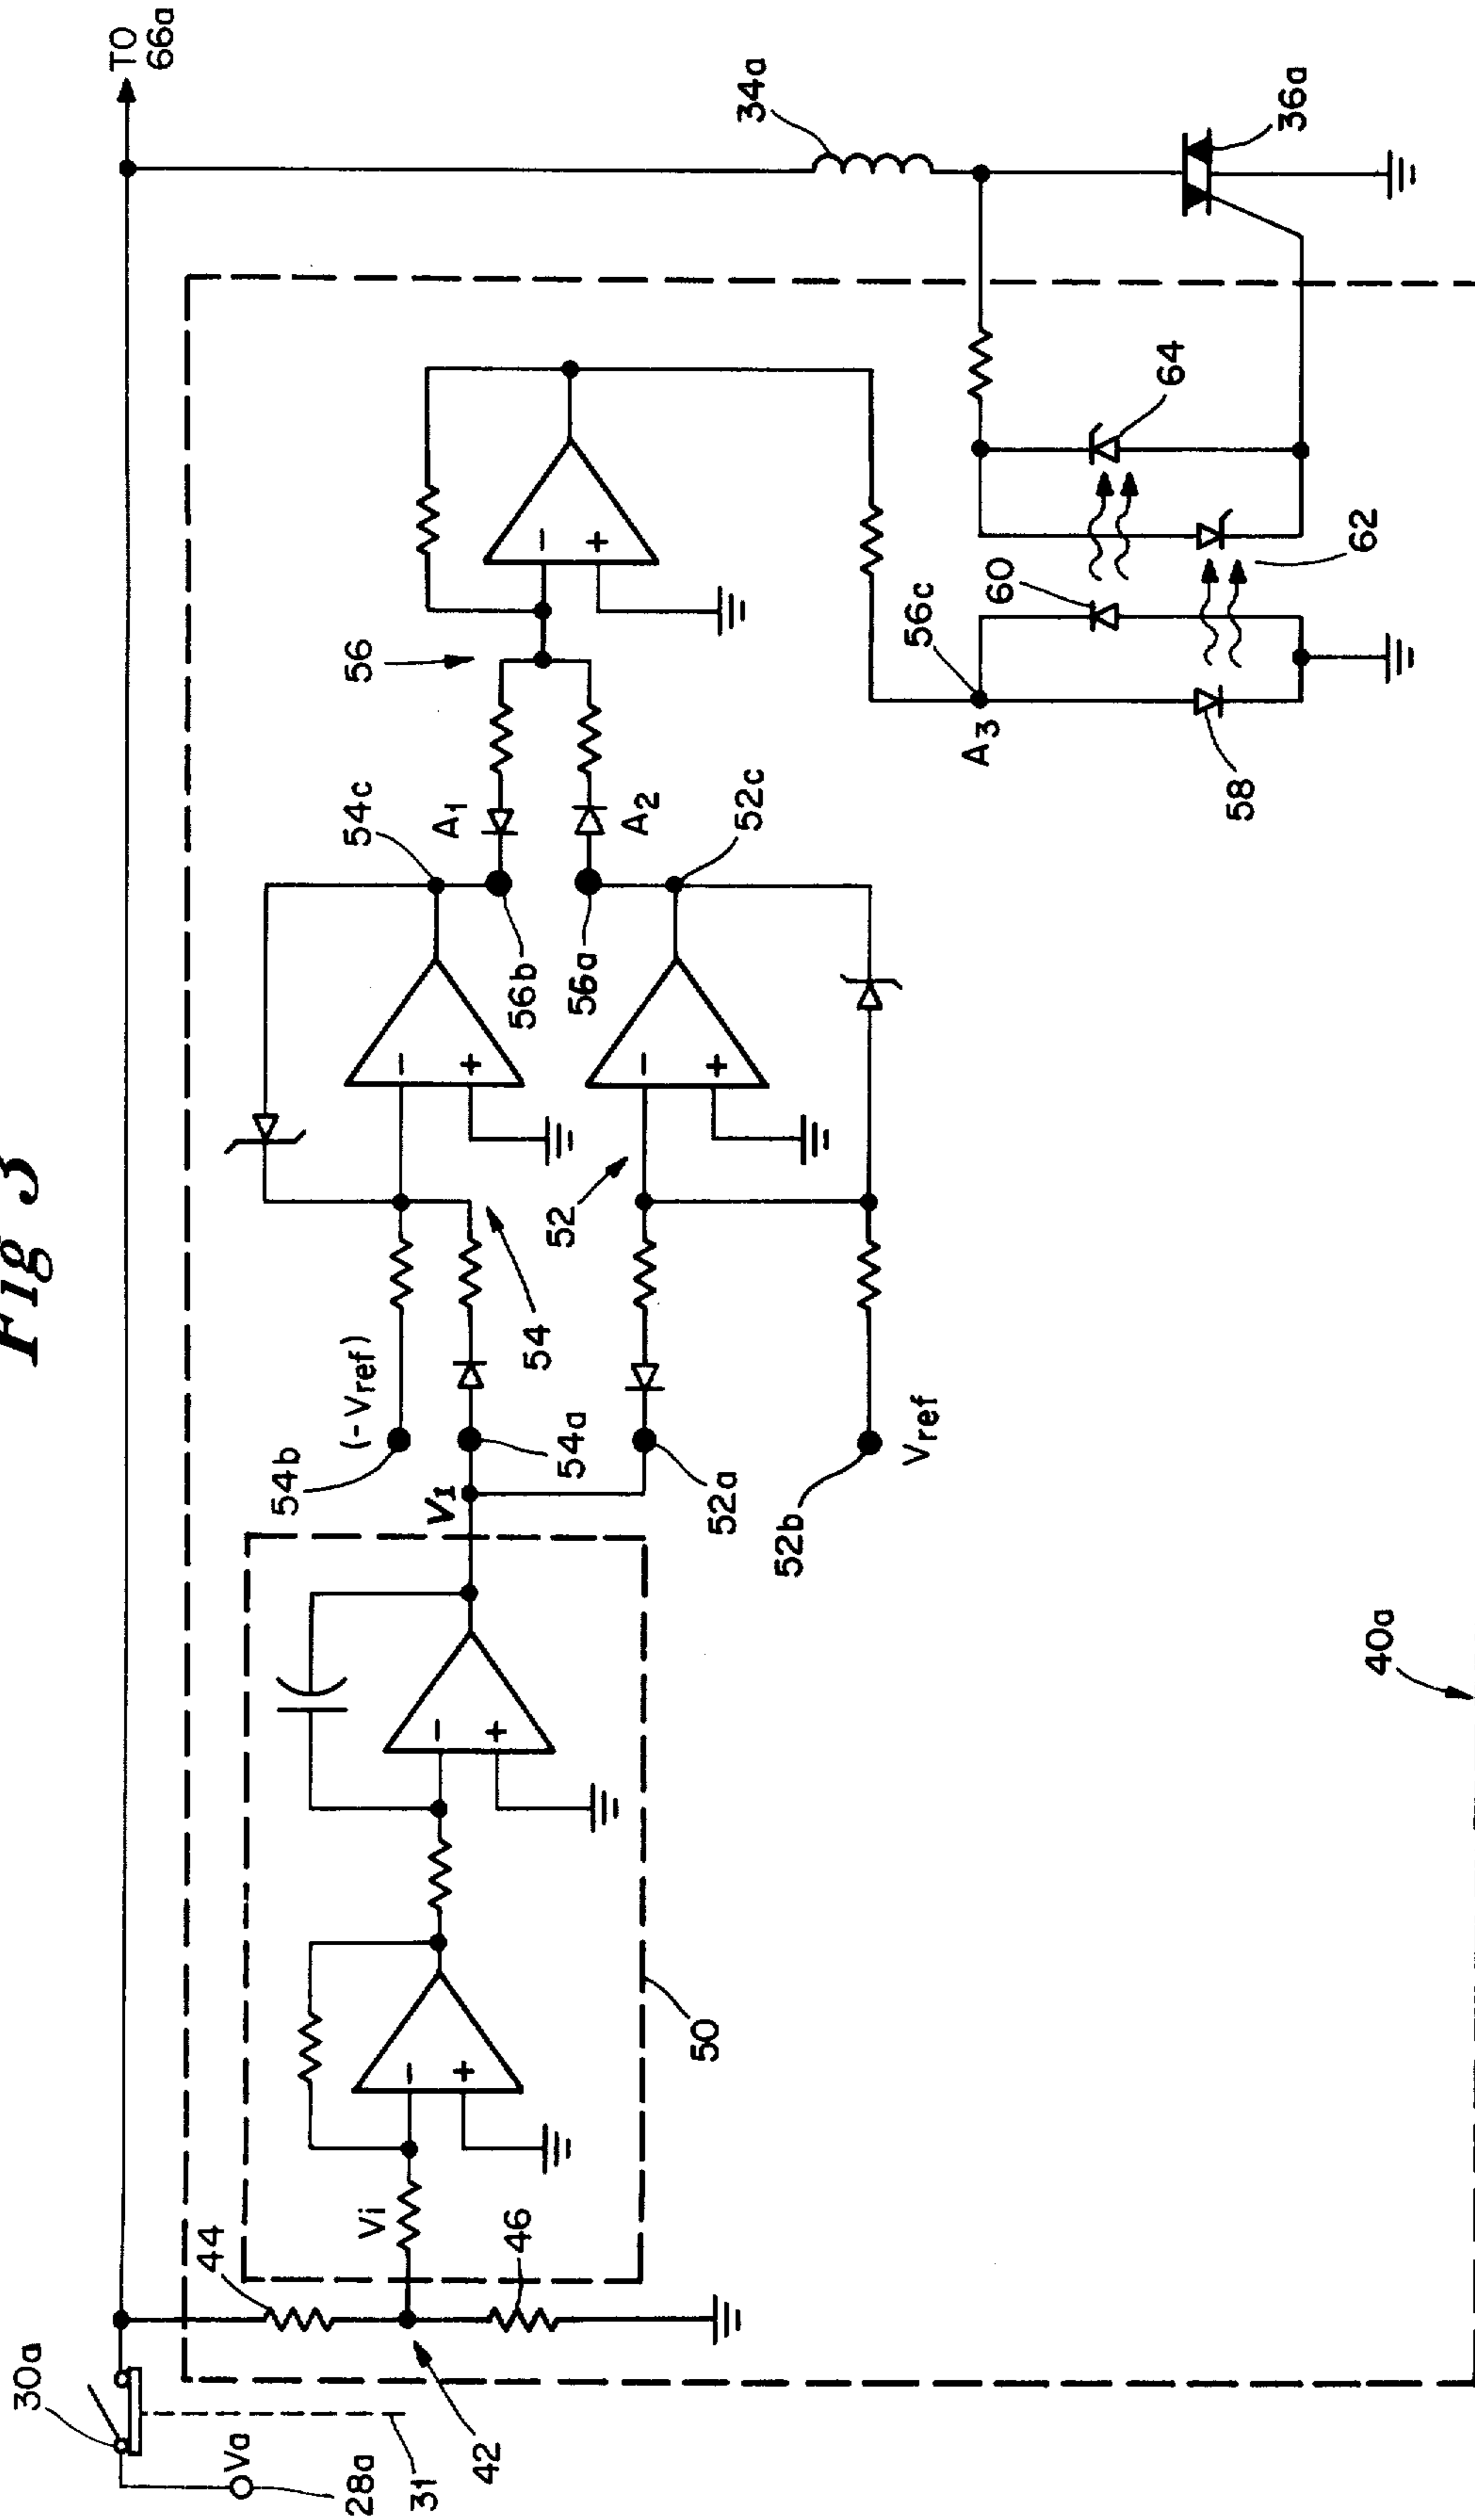 Fig 3
30a
Va
28a
31
42
44
46
Vi
50
V1
54b
(-Vref)
54a
54
52a
52b
Vref
52
54c
A1
56b
56a
A2
52c
56
A3
56c
58
60
62
64
34a
36a
TO
66a
40a
+
−
+
−
+
−
+
−
+
−